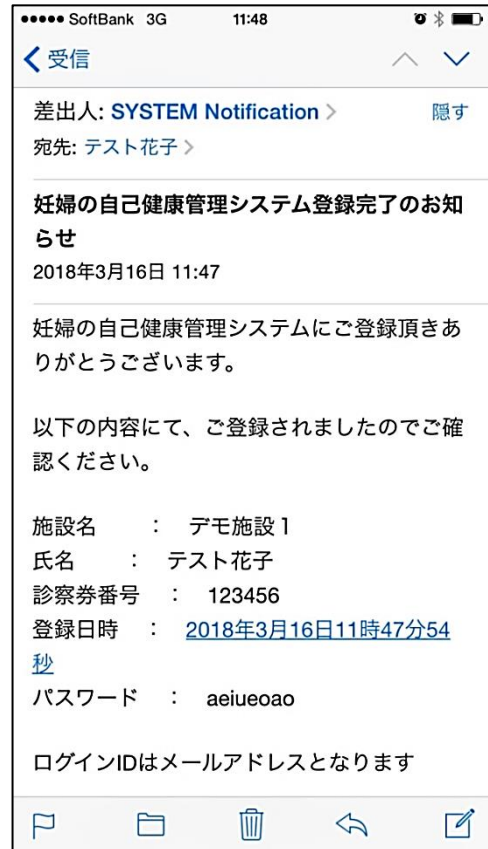 SoftBank 3G 11:48
受信
差出人: SYSTEM Notification 隠す
宛先: テスト花子
妊婦の自己健康管理システム登録完了のお知
らせ
2018年3月16日 11:47
妊婦の自己健康管理システムにご登録頂きあ
りがとうございます。
以下の内容にて、ご登録されましたのでご確
認ください。
施設名 : デモ施設1
氏名 : テスト花子
診察券番号 : 123456
登録日時 : 2018年3月16日11時47分54
秒
パスワード : aeiueoao
ログインIDはメールアドレスとなります